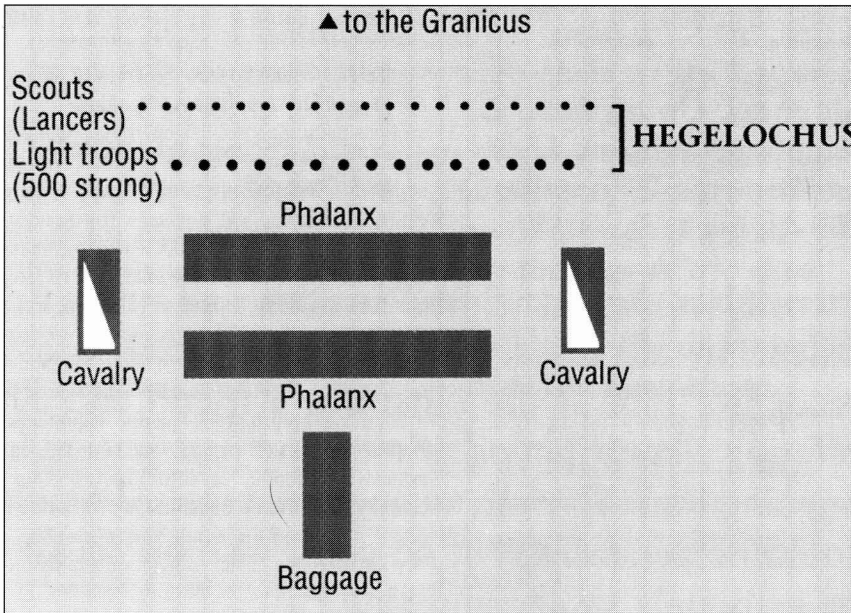 ▲ to the Granicus
Scouts
(Lancers)
HEGELOCHUS
Light troops
(500 strong)
Phalanx
Cavalry
Cavalry
Phalanx
Baggage